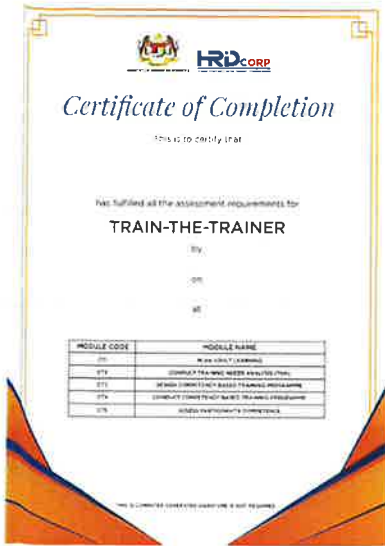 HRDCORP
Certificate of Completion
This is to certify that
has fulfilled all the assessment requirements for
TRAIN-THE-TRAINER
by
on
at
MODULE CODE MODULE NAME
ADULT LEARNING
CONDUCT TRAINING NEEDS ANALYSIS (TNA)
DESIGN COMPETENCY BASED TRAINING PROGRAMME
CONDUCT COMPETENCY BASED TRAINING PROGRAMME
ASSESS PARTICIPANTS COMPETENCE
THIS IS COMPUTER GENERATED SIGNATURE IS NOT REQUIRED